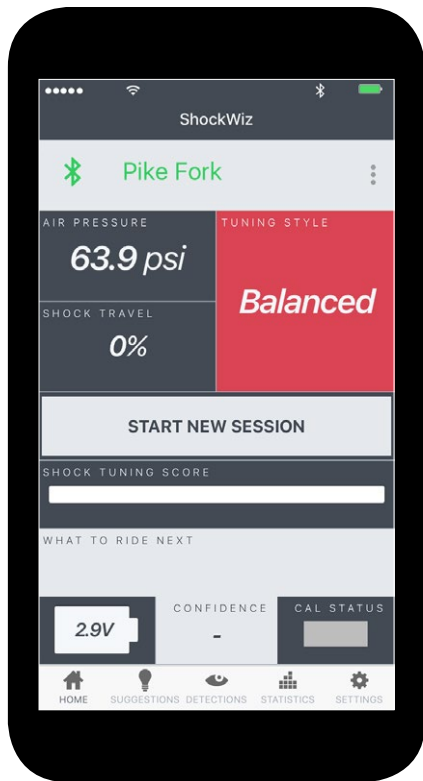 ShockWiz
Pike Fork
AIR PRESSURE
63.9 psi
TUNING STYLE
Balanced
SHOCK TRAVEL
0%
START NEW SESSION
SHOCK TUNING SCORE
WHAT TO RIDE NEXT
2.9V
CONFIDENCE
-
CAL STATUS
HOME SUGGESTIONS DETECTIONS STATISTICS SETTINGS